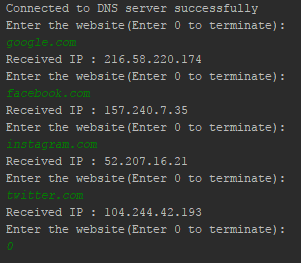 Connected to DNS server successfully
Enter the website(Enter 0 to terminate):
google.com
Received IP : 216.58.220.174
Enter the website(Enter 0 to terminate):
facebook.com
Received IP : 157.240.7.35
Enter the website(Enter 0 to terminate):
instagram.com
Received IP : 52.207.16.21
Enter the website(Enter 0 to terminate):
twitter.com
Received IP : 104.244.42.193
Enter the website(Enter 0 to terminate):
0